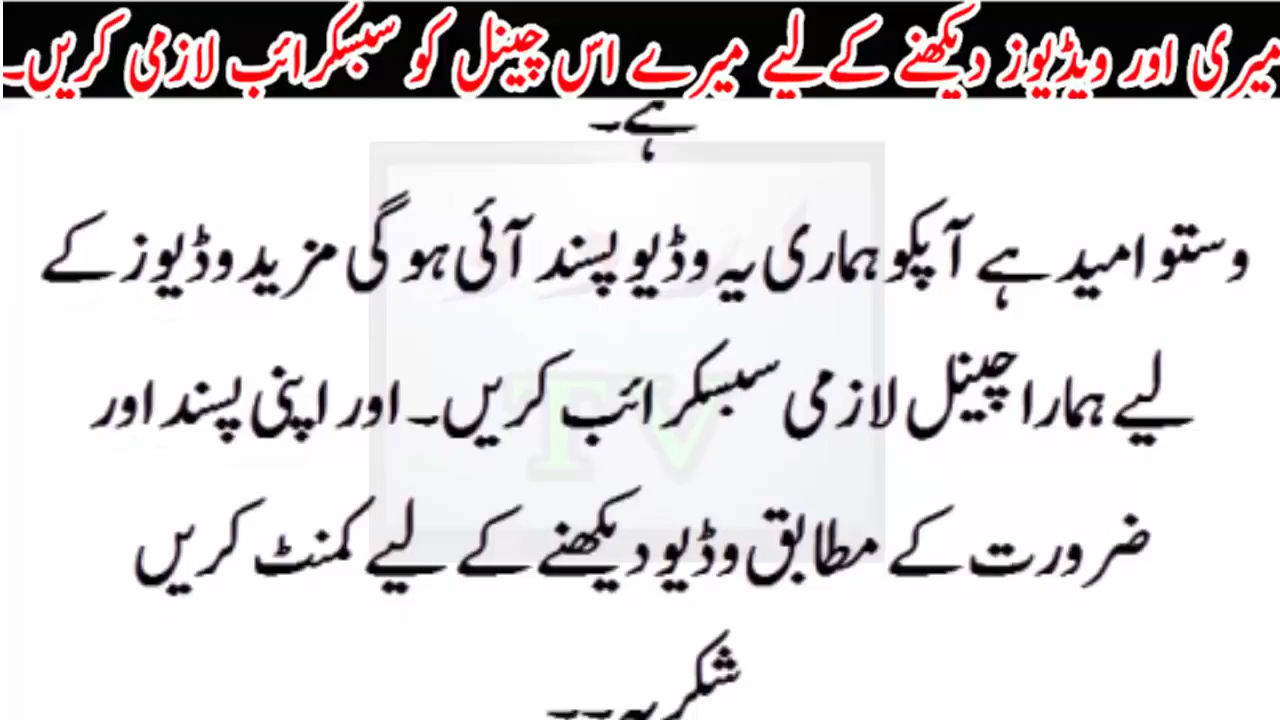 میری اور ویڈیوز دیکھنے کےلیے میرے اس چینل کو سبسکرائب لازمی کریں۔
ہے۔
وستو امید ہے آپکو ہماری یہ وڈیو پسند آئی ہو گی مزید وڈیوز کے
لیے ہمارا چینل لازمی سبسکرائب کریں۔ اور اپنی پسند اور
ضرورت کے مطابق وڈیو دیکھنے کے لیے کمنٹ کریں
شکریہ۔۔
TV